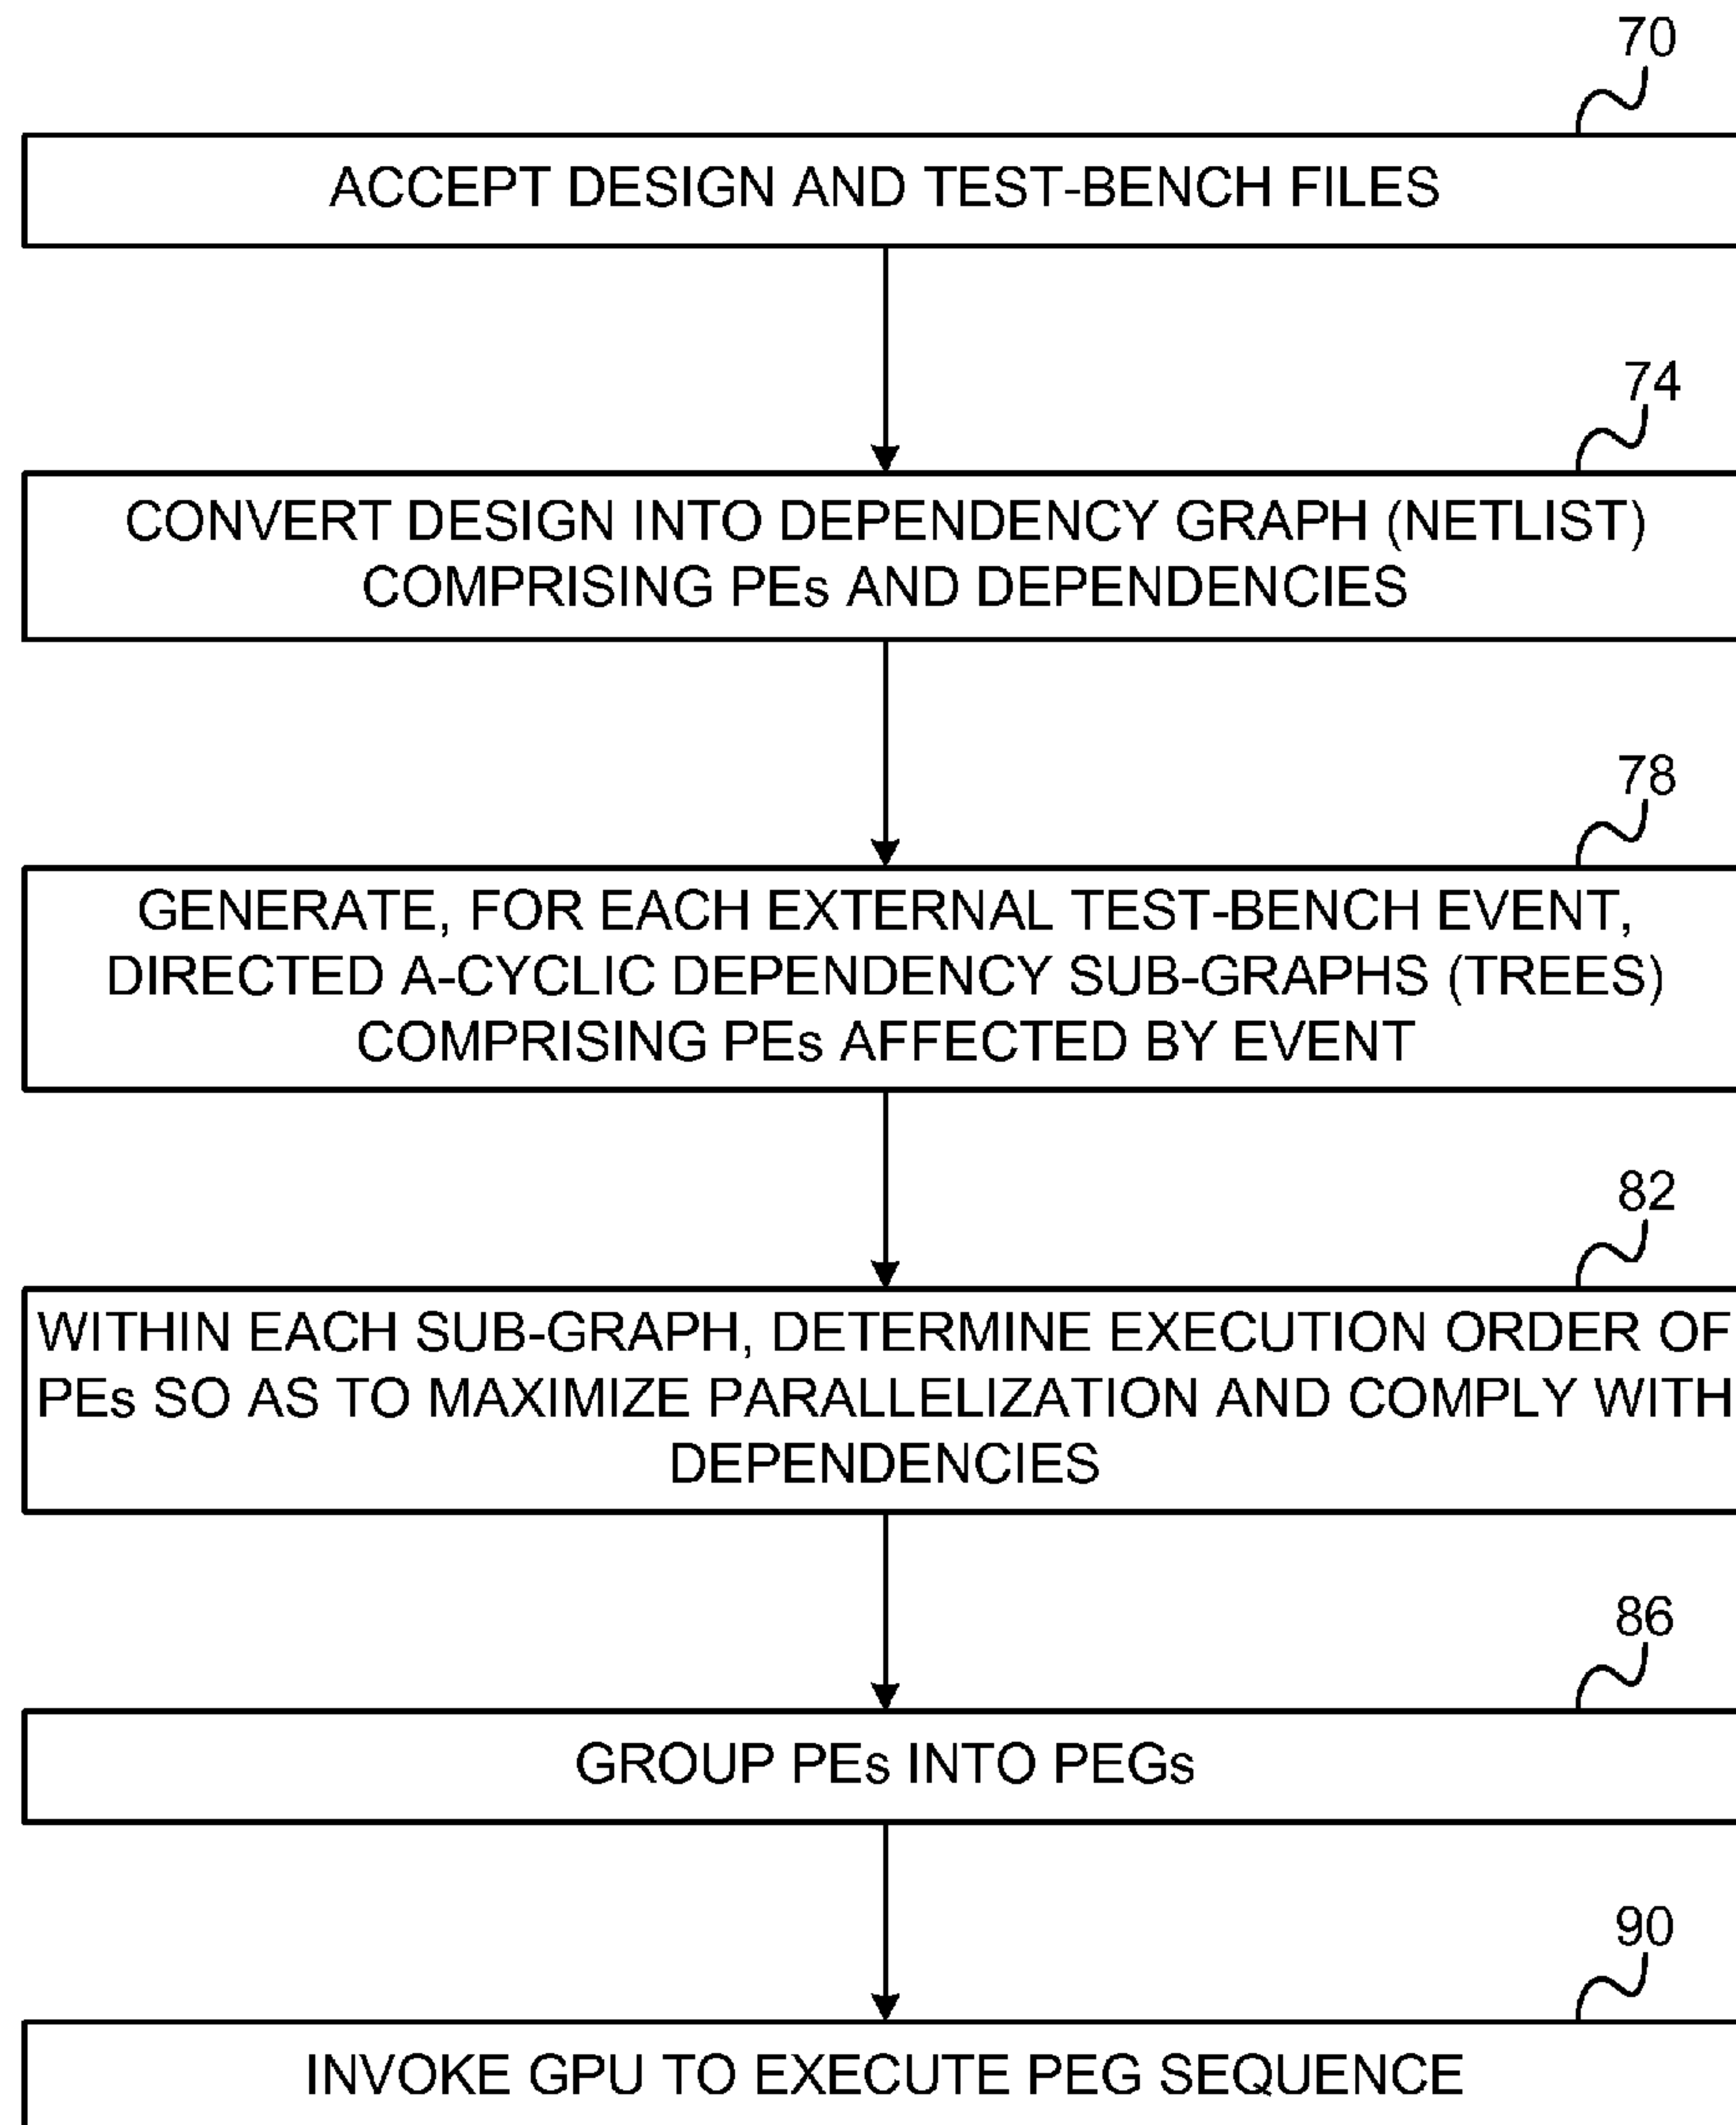 70
ACCEPT DESIGN AND TEST-BENCH FILES
74
CONVERT DESIGN INTO DEPENDENCY GRAPH (NETLIST)
COMPRISING PEs AND DEPENDENCIES
78
GENERATE, FOR EACH EXTERNAL TEST-BENCH EVENT,
DIRECTED A-CYCLIC DEPENDENCY SUB-GRAPHS (TREES)
COMPRISING PEs AFFECTED BY EVENT
82
WITHIN EACH SUB-GRAPH, DETERMINE EXECUTION ORDER OF
PEs SO AS TO MAXIMIZE PARALLELIZATION AND COMPLY WITH
DEPENDENCIES
86
GROUP PEs INTO PEGs
90
INVOKE GPU TO EXECUTE PEG SEQUENCE